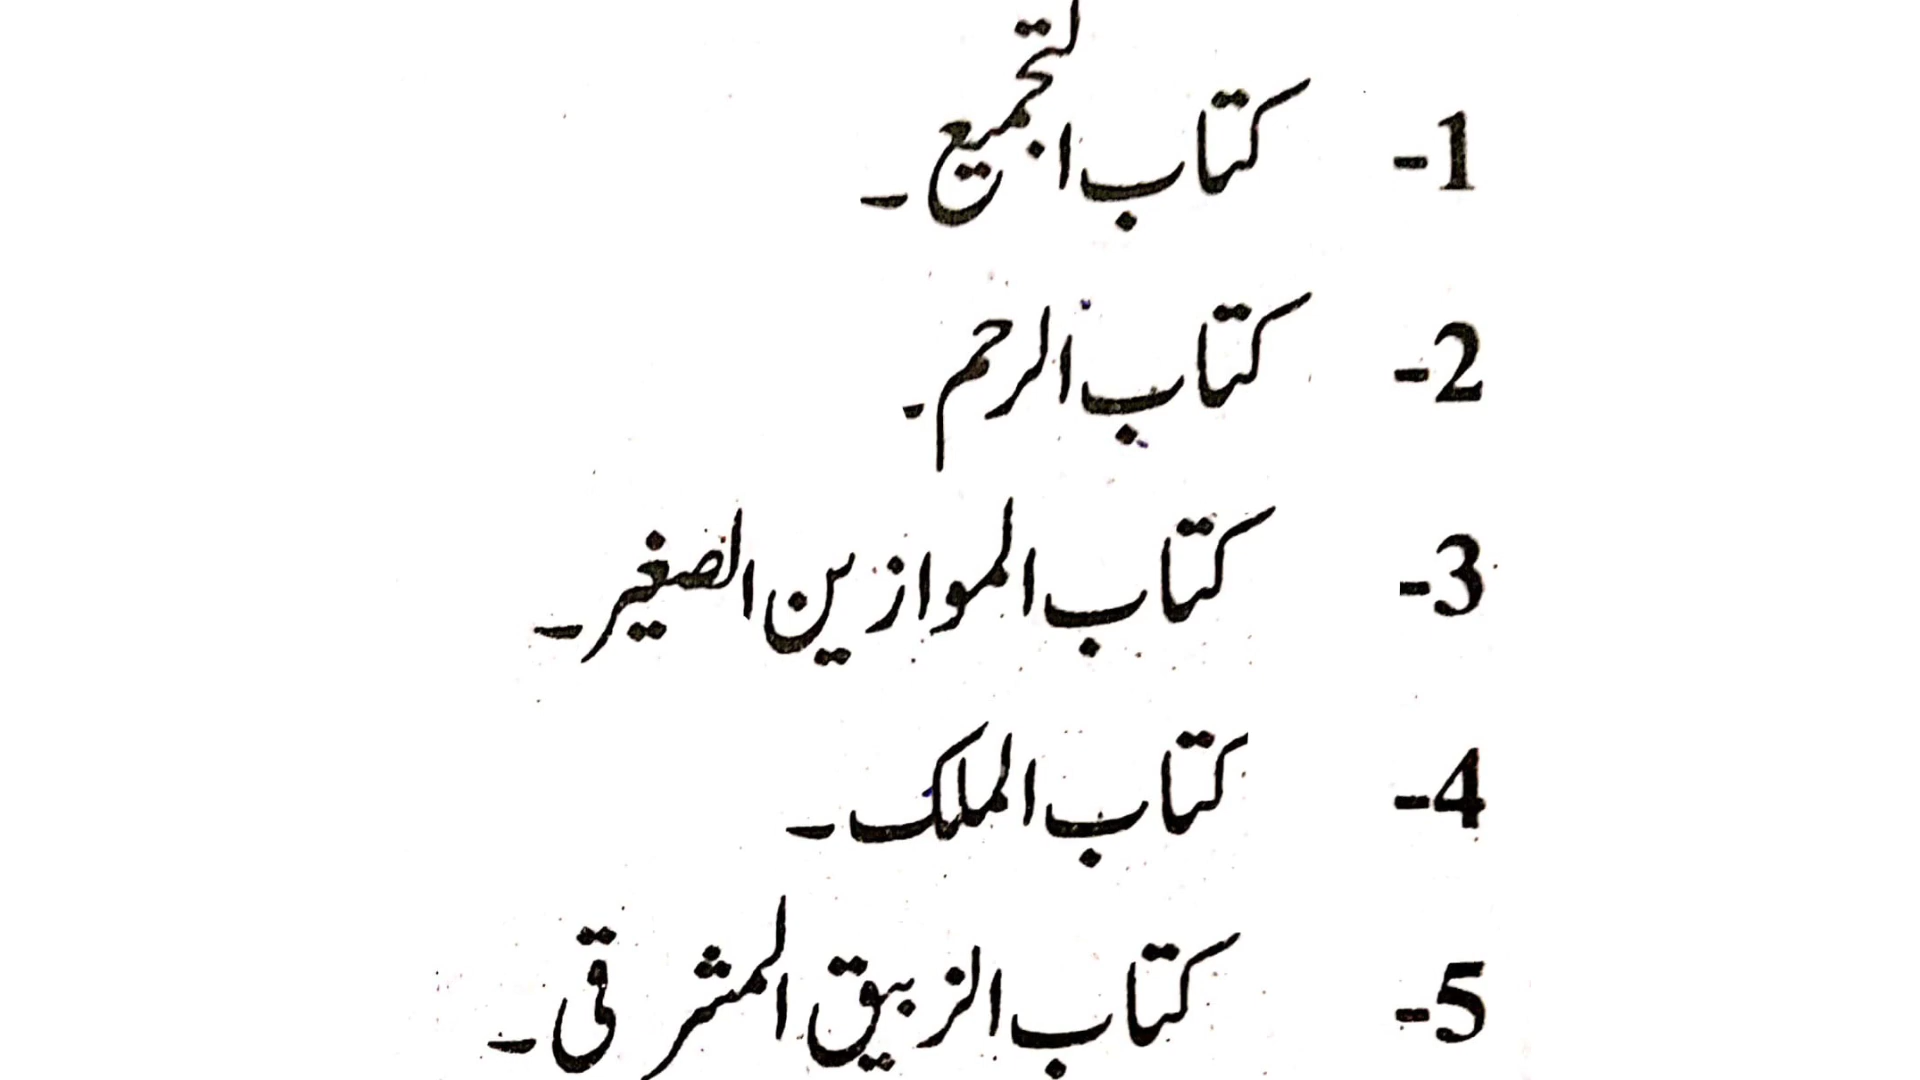 1- کتاب التجمیع۔
2- کتاب الرحم۔
3- کتاب الموازین الصغیر۔
4- کتاب الملک۔
5- کتاب الزبیق المشرقی۔